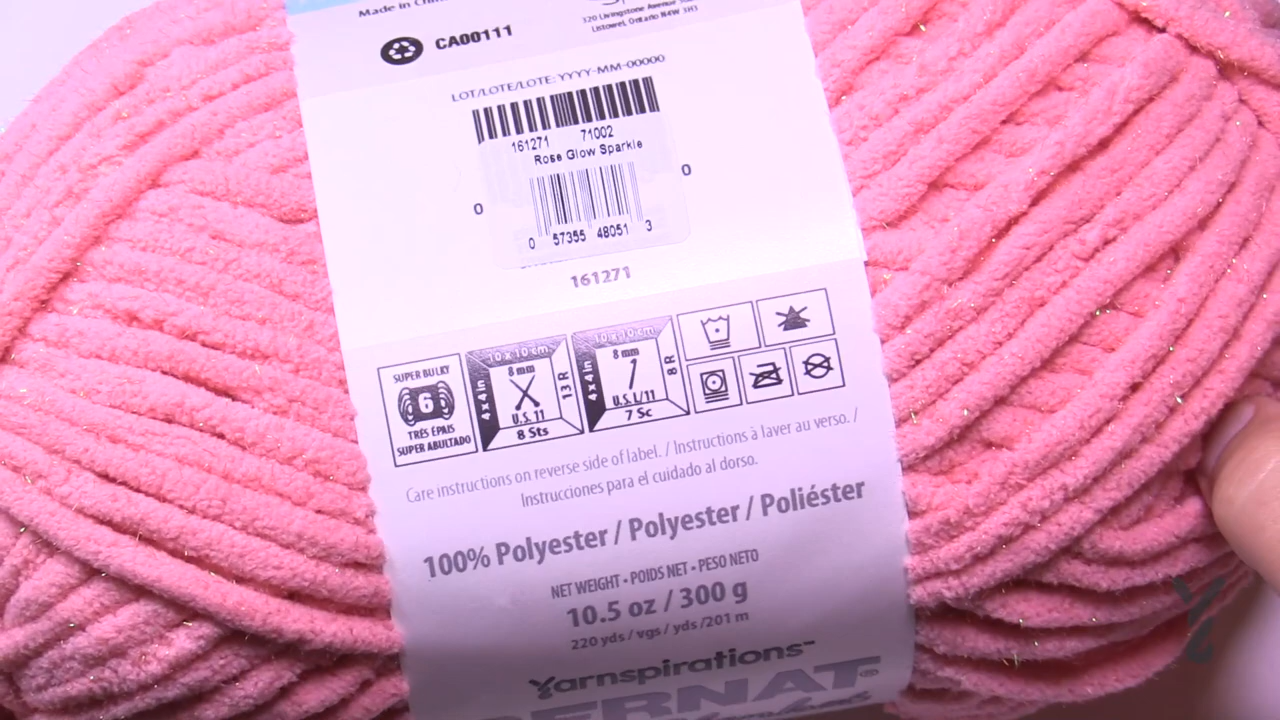 Made in China
320 Livingstone Avenue
Listowel, Ontario N4W 3H3
CA00111
LOT/LOTE/LOTE: YYYY-MM-00000
161271 71002
Rose Glow Sparkle
0 0
0 57355 48051 3
161271
SUPER BULKY
6
TRÈS ÉPAIS
SUPER ABULTADO
10 x 10 cm
4 x 4 in
8 mm
13 R
U.S. 11
8 Sts
10 x 10 cm
4 x 4 in
8 mm
8 R
U.S. L/11
7 Sc
Care instructions on reverse side of label. / Instructions à laver au verso. /
Instrucciones para el cuidado al dorso.
100% Polyester / Polyester / Poliéster
NET WEIGHT • POIDS NET • PESO NETO
10.5 oz / 300 g
220 yds / vgs / yds /201 m
Yarnspirations™
BERNAT®